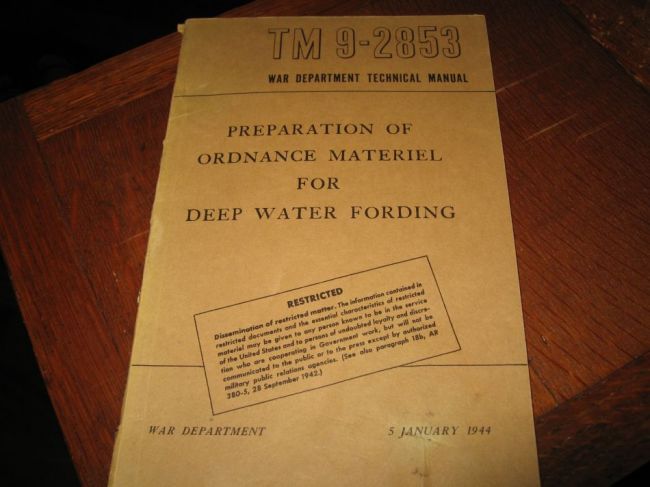 TM 9-2853
WAR DEPARTMENT TECHNICAL MANUAL
PREPARATION OF
ORDNANCE MATERIEL
FOR
DEEP WATER FORDING
RESTRICTED
Dissemination of restricted matter.-The information contained in
restricted documents and the essential characteristics of restricted
material may be given to any person known to be in the service
of the United States and to persons of undoubted loyalty and discre-
tion who are cooperating in Government work, but will not be
communicated to the public or to the press except by authorized
military public relations agencies. (See also paragraph 18b, AR
380-5, 28 September 1942.)
WAR DEPARTMENT 5 JANUARY 1944